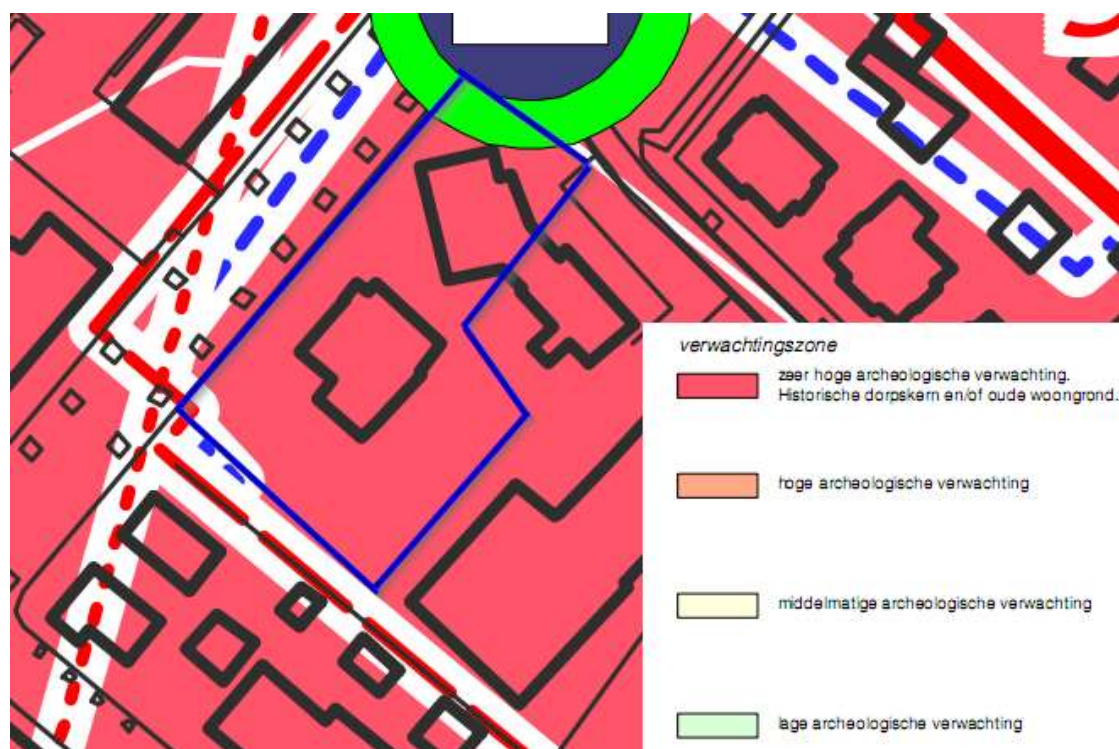 verwachtingszone
zeer hoge archeologische verwachting.
Historische dorpskern en/of oude woongrond.
hoge archeologische verwachting
middelmatige archeologische verwachting
lage archeologische verwachting